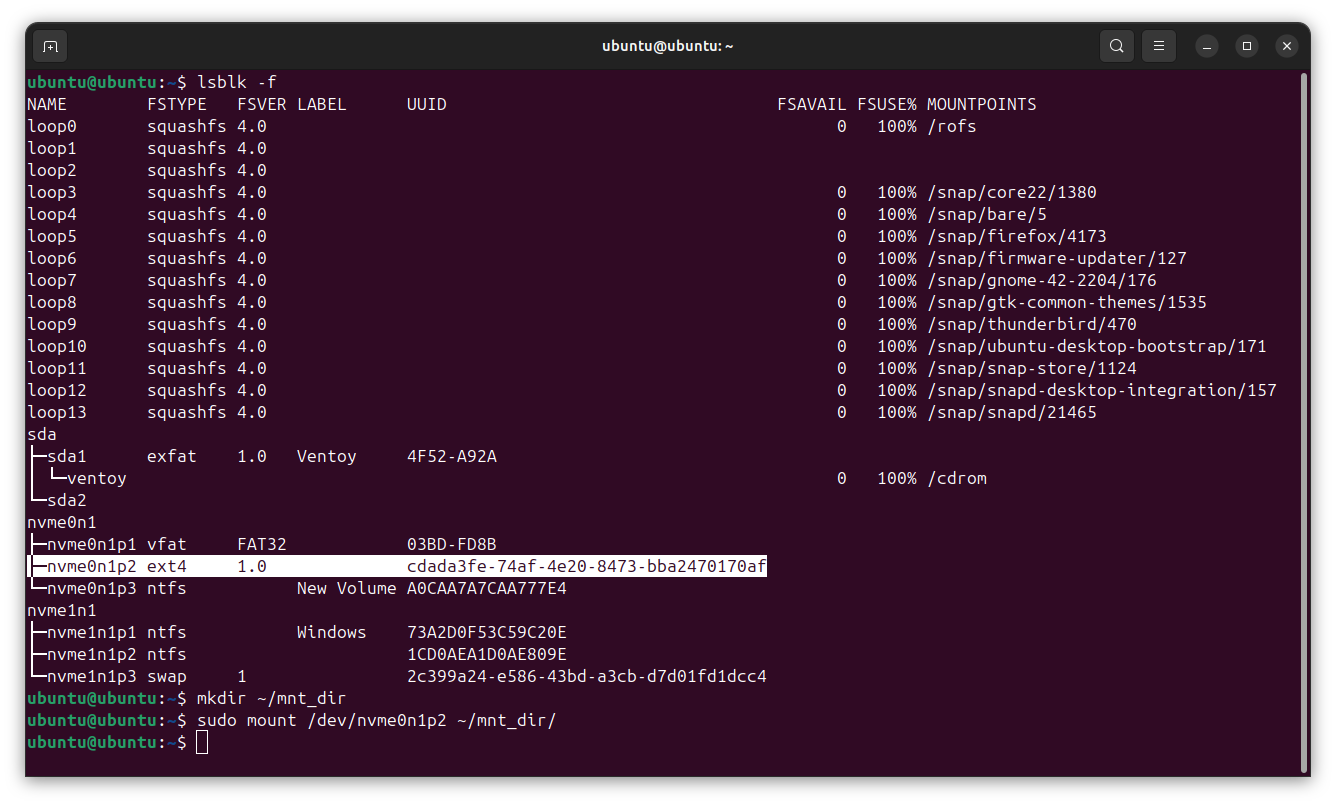 ubuntu@ubuntu: ~
ubuntu@ubuntu:~$ lsblk -f
NAME        FSTYPE   FSVER LABEL      UUID                                 FSAVAIL FSUSE% MOUNTPOINTS
loop0       squashfs 4.0                                                         0   100% /rofs
loop1       squashfs 4.0
loop2       squashfs 4.0
loop3       squashfs 4.0                                                         0   100% /snap/core22/1380
loop4       squashfs 4.0                                                         0   100% /snap/bare/5
loop5       squashfs 4.0                                                         0   100% /snap/firefox/4173
loop6       squashfs 4.0                                                         0   100% /snap/firmware-updater/127
loop7       squashfs 4.0                                                         0   100% /snap/gnome-42-2204/176
loop8       squashfs 4.0                                                         0   100% /snap/gtk-common-themes/1535
loop9       squashfs 4.0                                                         0   100% /snap/thunderbird/470
loop10      squashfs 4.0                                                         0   100% /snap/ubuntu-desktop-bootstrap/171
loop11      squashfs 4.0                                                         0   100% /snap/snap-store/1124
loop12      squashfs 4.0                                                         0   100% /snap/snapd-desktop-integration/157
loop13      squashfs 4.0                                                         0   100% /snap/snapd/21465
sda
├─sda1      exfat    1.0   Ventoy     4F52-A92A
│ └─ventoy                                                                       0   100% /cdrom
└─sda2
nvme0n1
├─nvme0n1p1 vfat     FAT32            03BD-FD8B
├─nvme0n1p2 ext4     1.0              cdada3fe-74af-4e20-8473-bba2470170af
└─nvme0n1p3 ntfs           New Volume A0CAA7A7CAA777E4
nvme1n1
├─nvme1n1p1 ntfs           Windows    73A2D0F53C59C20E
├─nvme1n1p2 ntfs                      1CD0AEA1D0AE809E
└─nvme1n1p3 swap     1                2c399a24-e586-43bd-a3cb-d7d01fd1dcc4
ubuntu@ubuntu:~$ mkdir ~/mnt_dir
ubuntu@ubuntu:~$ sudo mount /dev/nvme0n1p2 ~/mnt_dir/
ubuntu@ubuntu:~$